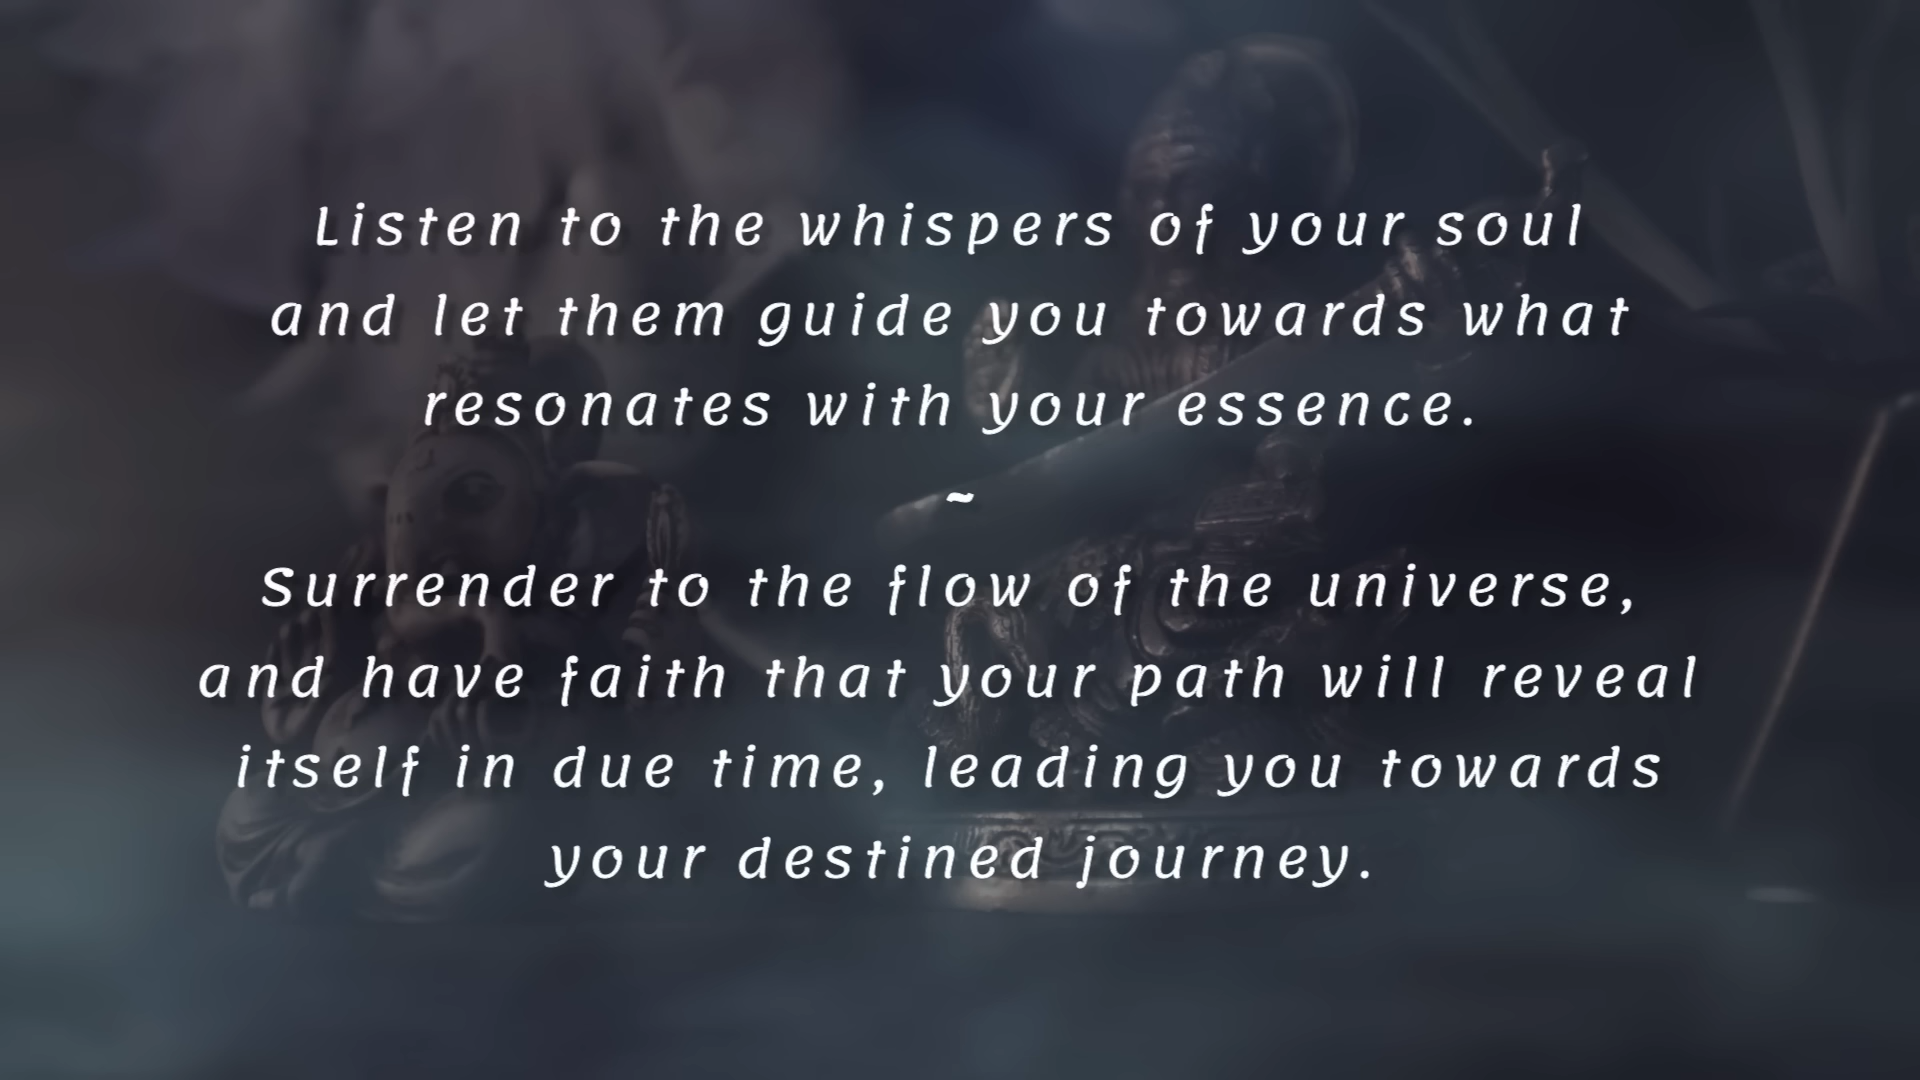 Listen to the whispers of your soul
and let them guide you towards what
resonates with your essence.
~
Surrender to the flow of the universe,
and have faith that your path will reveal
itself in due time, leading you towards
your destined journey.